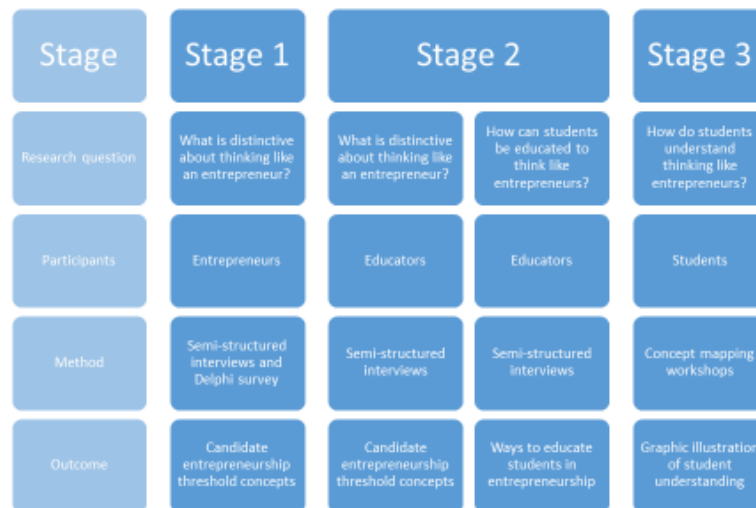 Stage
Stage 1
Stage 2
Stage 3
Research question
What is distinctive
about thinking like
an entrepreneur?
What is distinctive
about thinking like
an entrepreneur?
How can students
be educated to
think like
entrepreneurs?
How do students
understand
thinking like
entrepreneurs?
Participants
Entrepreneurs
Educators
Educators
Students
Method
Semi-structured
interviews and
Delphi survey
Semi-structured
interviews
Semi-structured
interviews
Concept mapping
workshops
Outcome
Candidate
entrepreneurship
threshold concepts
Candidate
entrepreneurship
threshold concepts
Ways to educate
students in
entrepreneurship
Graphic illustration
of student
understanding